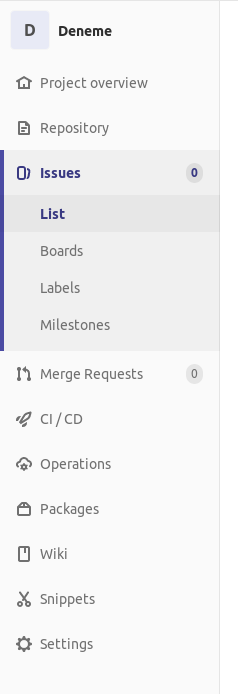 D Deneme
Project overview
Repository
Issues 0
List
Boards
Labels
Milestones
Merge Requests 0
CI / CD
Operations
Packages
Wiki
Snippets
Settings